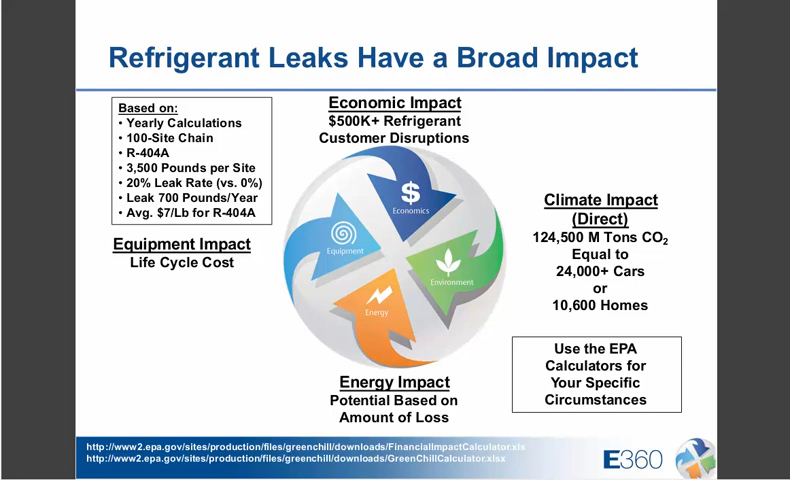 Refrigerant Leaks Have a Broad Impact
Based on:
• Yearly Calculations
• 100-Site Chain
• R-404A
• 3,500 Pounds per Site
• 20% Leak Rate (vs. 0%)
• Leak 700 Pounds/Year
• Avg. $7/Lb for R-404A
Economic Impact
$500K+ Refrigerant
Customer Disruptions
Equipment Impact
Life Cycle Cost
$
Economics
Equipment
Environment
Energy
Climate Impact
(Direct)
124,500 M Tons CO₂
Equal to
24,000+ Cars
or
10,600 Homes
Energy Impact
Potential Based on
Amount of Loss
Use the EPA
Calculators for
Your Specific
Circumstances
http://www2.epa.gov/sites/production/files/greenchill/downloads/FinancialImpactCalculator.xls
http://www2.epa.gov/sites/production/files/greenchill/downloads/GreenChillCalculator.xlsx
E360